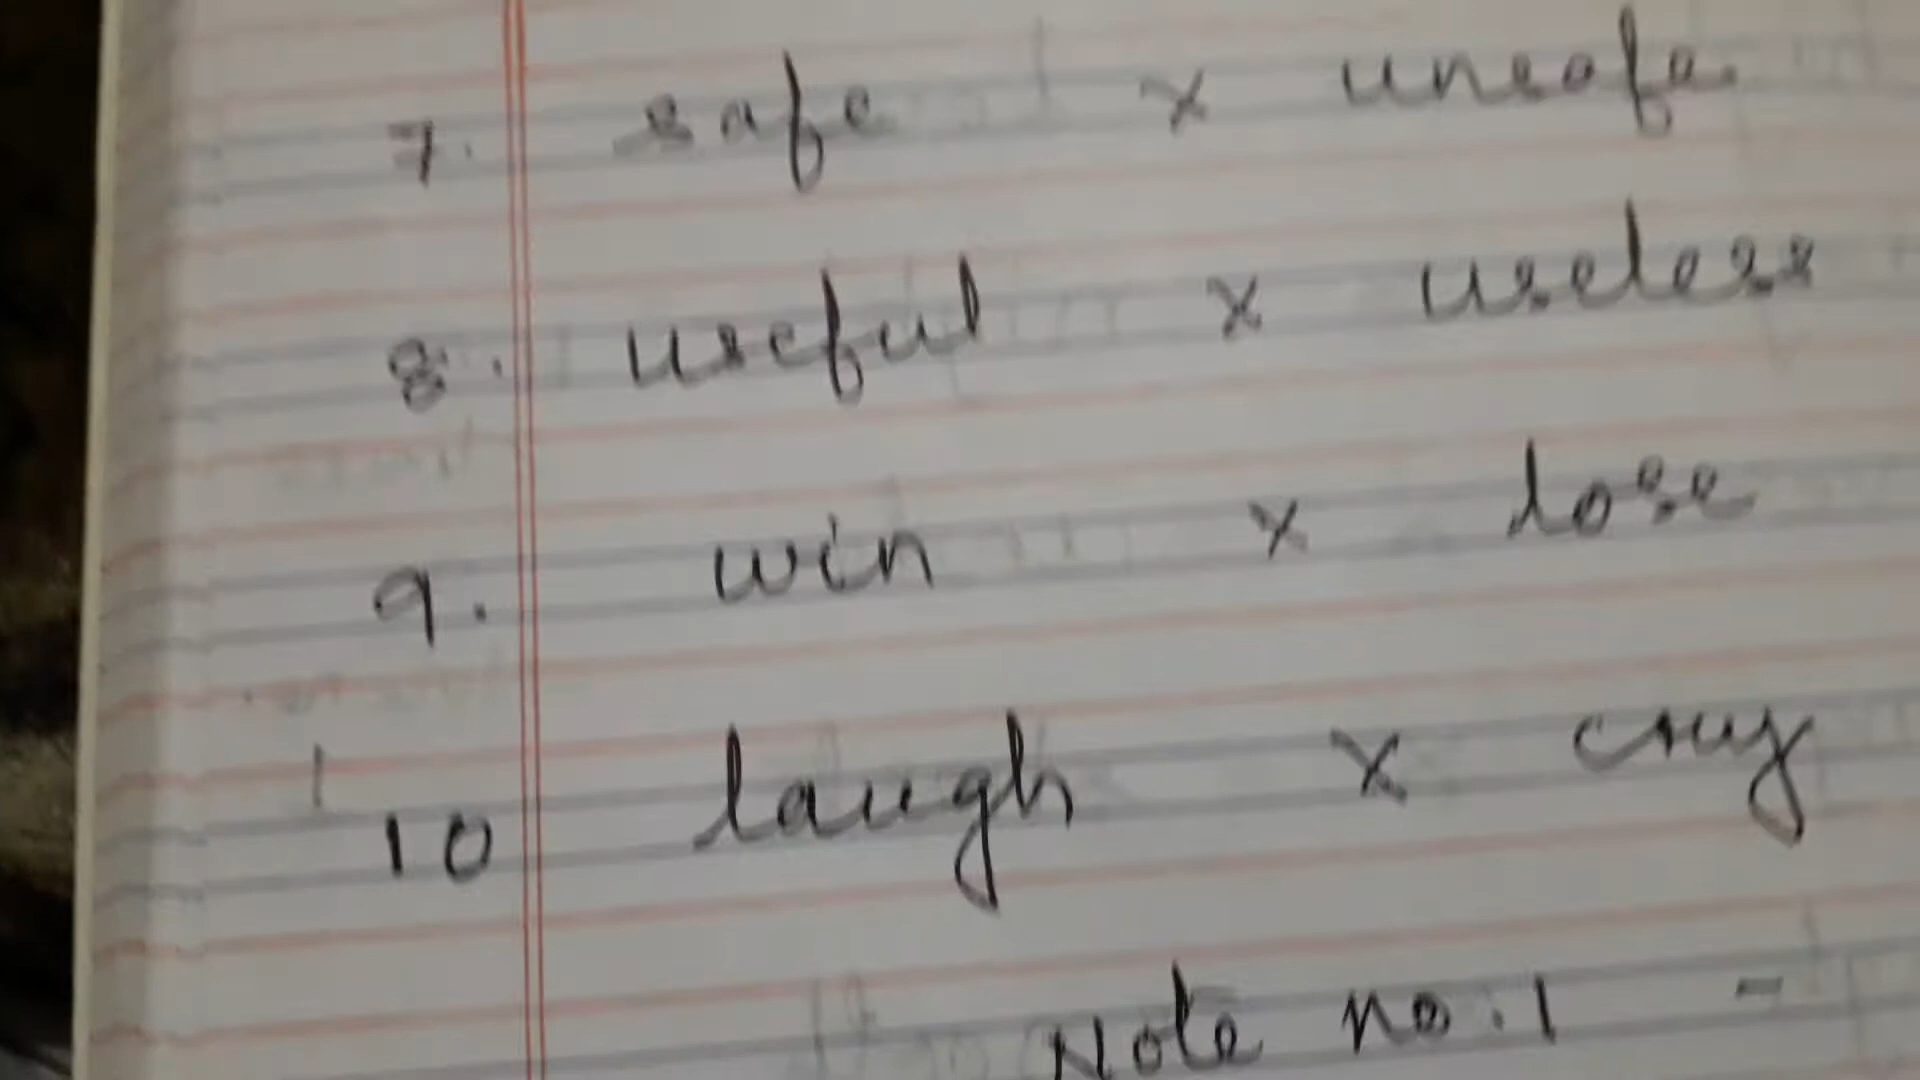 7. safe x unsafe
8. useful x useless
9. win x lose
10 laugh x cry
Note no. 1 -